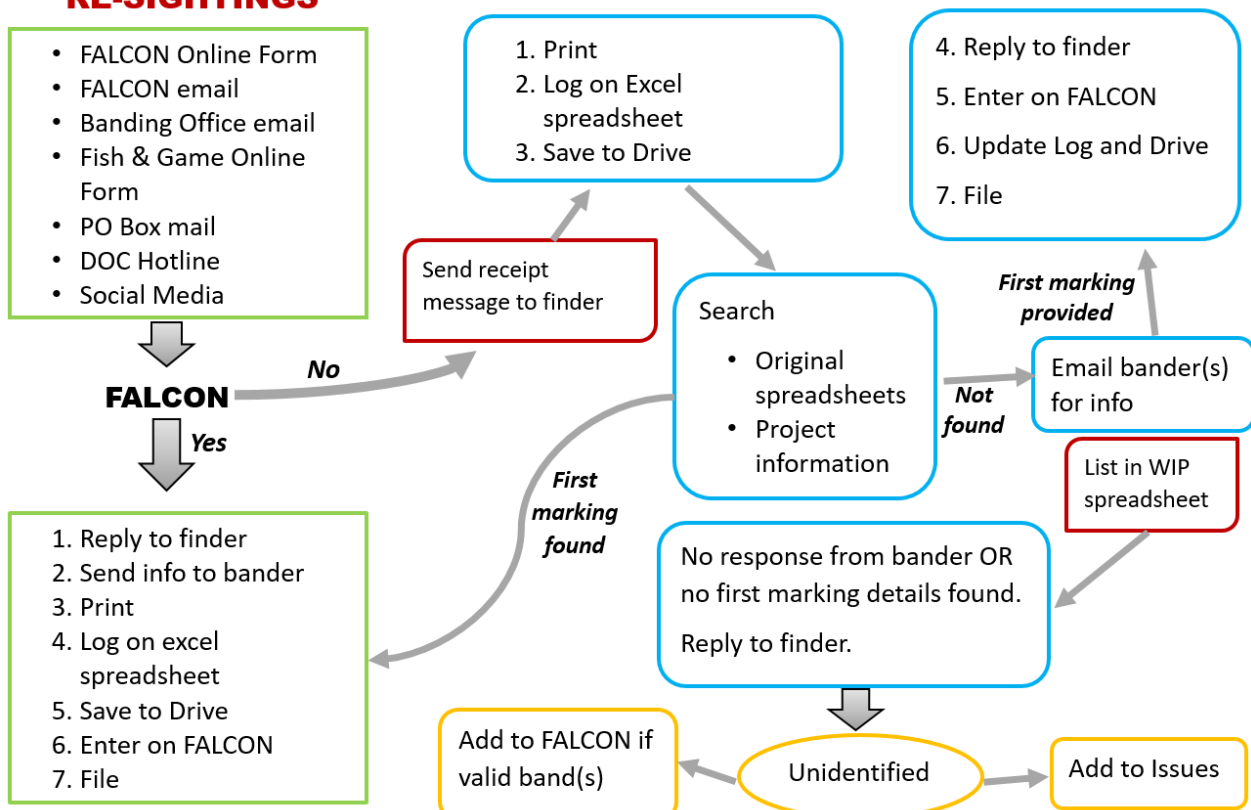 RE-SIGHTINGS
• FALCON Online Form
• FALCON email
• Banding Office email
• Fish & Game Online
Form
• PO Box mail
• DOC Hotline
• Social Media
FALCON
No
Yes
1. Reply to finder
2. Send info to bander
3. Print
4. Log on excel
spreadsheet
5. Save to Drive
6. Enter on FALCON
7. File
Send receipt
message to finder
1. Print
2. Log on Excel
spreadsheet
3. Save to Drive
Search
• Original
spreadsheets
• Project
information
First
marking
found
Not
found
Email bander(s)
for info
First marking
provided
4. Reply to finder
5. Enter on FALCON
6. Update Log and Drive
7. File
List in WIP
spreadsheet
No response from bander OR
no first marking details found.
Reply to finder.
Unidentified
Add to FALCON if
valid band(s)
Add to Issues